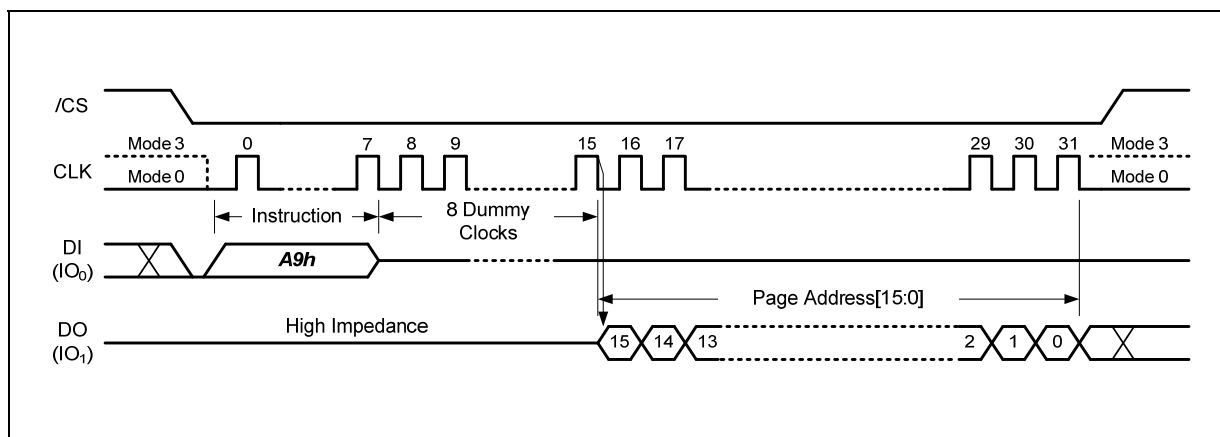 /CS
Mode 3 0 7 8 9 15 16 17 29 30 31 Mode 3
CLK
Mode 0 Mode 0
Instruction 8 Dummy
Clocks
DI
(IO₀)
A9h
Page Address[15:0]
High Impedance
DO
(IO₁)
15 14 13 2 1 0